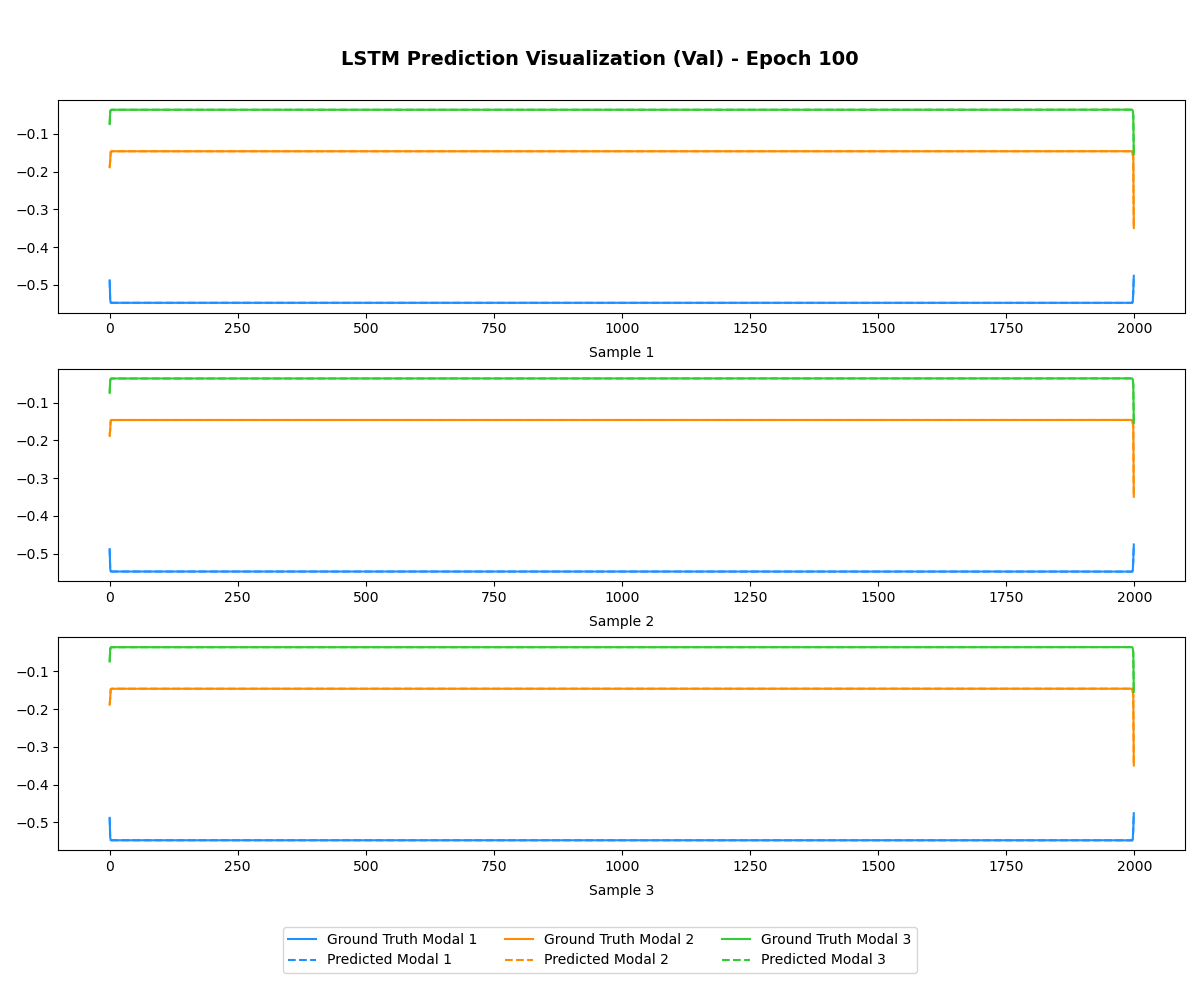 LSTM Prediction Visualization (Val) - Epoch 100
−0.1
−0.2
−0.3
−0.4
−0.5
0 250 500 750 1000 1250 1500 1750 2000
Sample 1
−0.1
−0.2
−0.3
−0.4
−0.5
0 250 500 750 1000 1250 1500 1750 2000
Sample 2
−0.1
−0.2
−0.3
−0.4
−0.5
0 250 500 750 1000 1250 1500 1750 2000
Sample 3
Ground Truth Modal 1 Ground Truth Modal 2 Ground Truth Modal 3
Predicted Modal 1 Predicted Modal 2 Predicted Modal 3